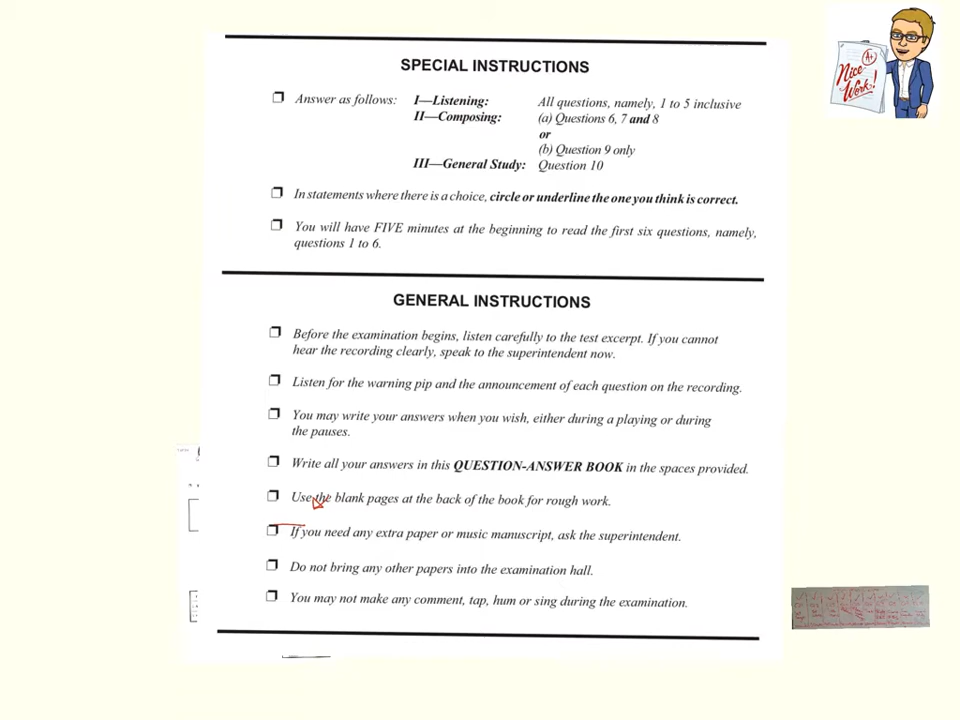 SPECIAL INSTRUCTIONS
Answer as follows: I—Listening: All questions, namely, 1 to 5 inclusive
II—Composing: (a) Questions 6, 7 and 8
or
(b) Question 9 only
III—General Study: Question 10
In statements where there is a choice, circle or underline the one you think is correct.
You will have FIVE minutes at the beginning to read the first six questions, namely,
questions 1 to 6.
GENERAL INSTRUCTIONS
Before the examination begins, listen carefully to the test excerpt. If you cannot
hear the recording clearly, speak to the superintendent now.
Listen for the warning pip and the announcement of each question on the recording.
You may write your answers when you wish, either during a playing or during
the pauses.
Write all your answers in this QUESTION-ANSWER BOOK in the spaces provided.
Use the blank pages at the back of the book for rough work.
If you need any extra paper or music manuscript, ask the superintendent.
Do not bring any other papers into the examination hall.
You may not make any comment, tap, hum or sing during the examination.
A+
Nice
Work!